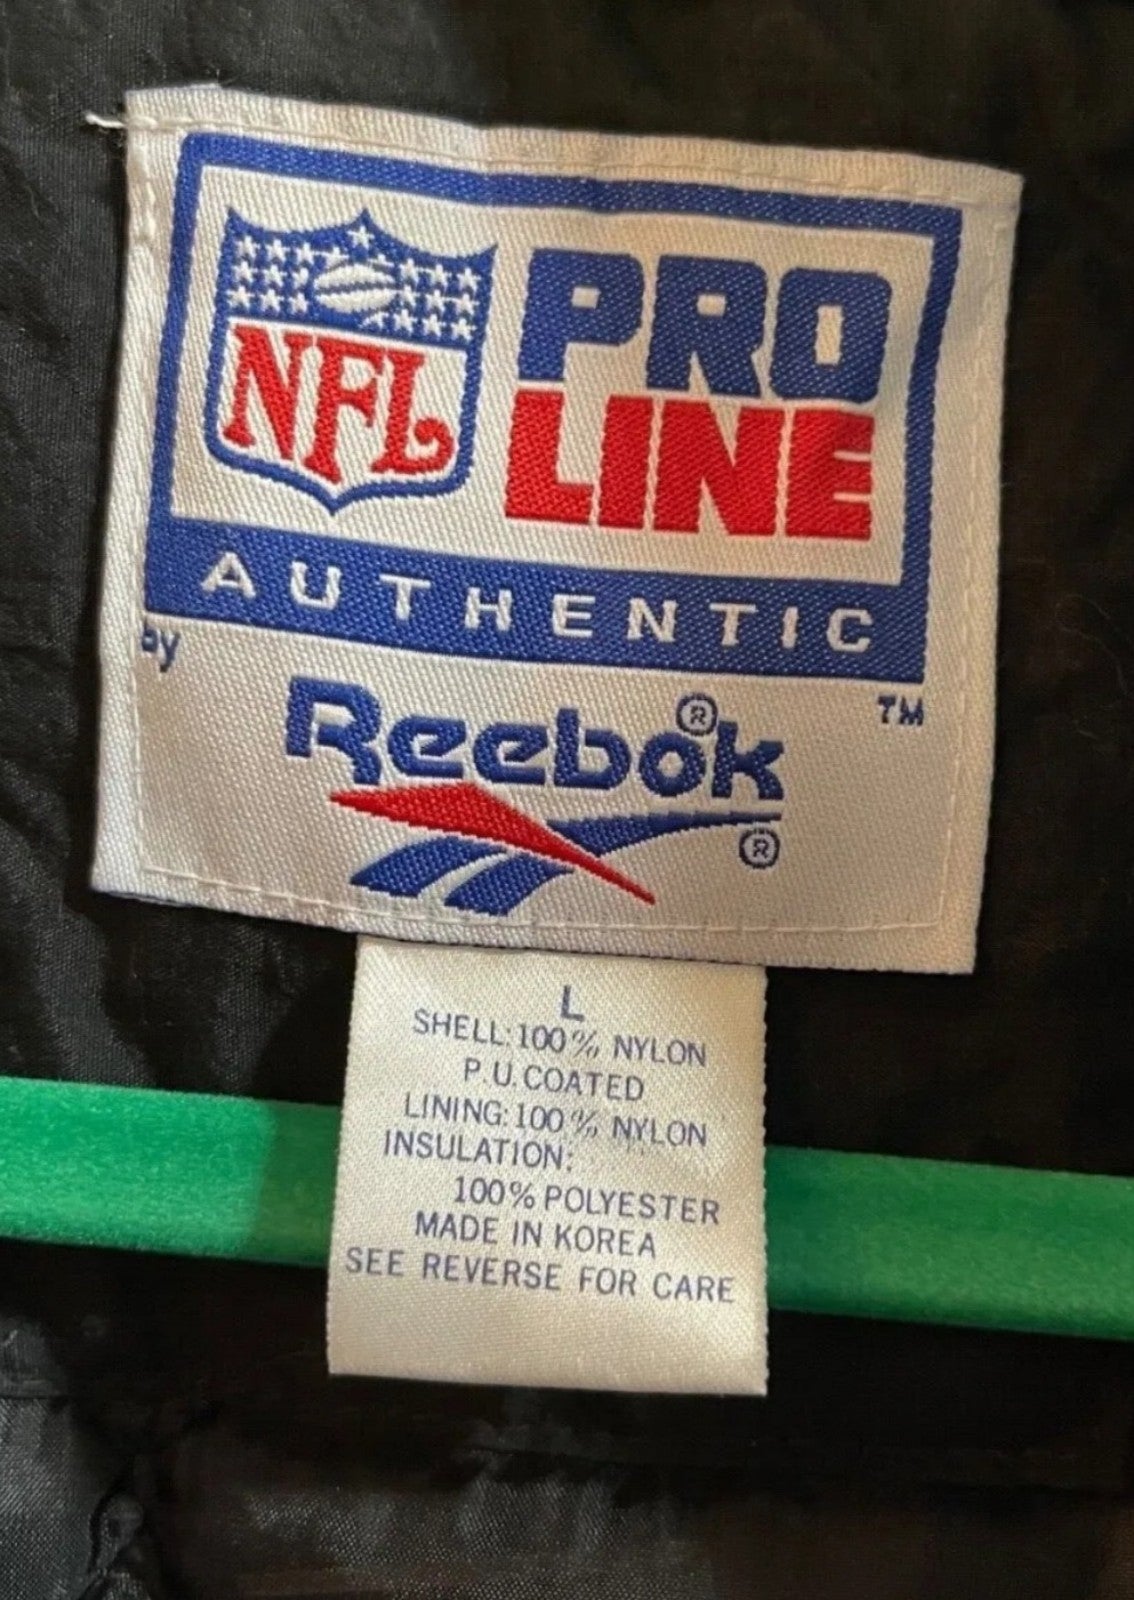 NFL
PRO
LINE
AUTHENTIC
by
TM
Reebok®
®
L
SHELL: 100% NYLON
P.U. COATED
LINING: 100% NYLON
INSULATION:
100% POLYESTER
MADE IN KOREA
SEE REVERSE FOR CARE